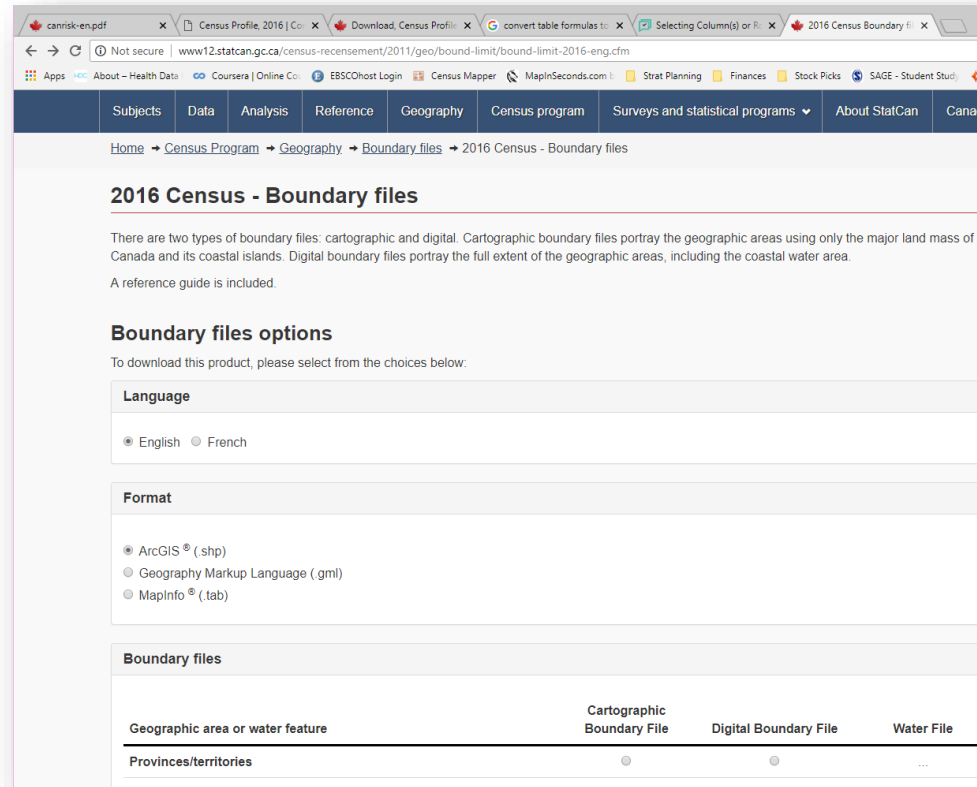 canrisk-en.pdf
Census Profile, 2016 | Co
Download, Census Profile
convert table formulas to
Selecting Column(s) or R
2016 Census Boundary fi
Not secure | www12.statcan.gc.ca/census-recensement/2011/geo/bound-limit/bound-limit-2016-eng.cfm
Apps HDC About – Health Data Coursera | Online Co EBSCOhost Login Census Mapper MapInSeconds.com Strat Planning Finances Stock Picks SAGE - Student Study
Subjects Data Analysis Reference Geography Census program Surveys and statistical programs About StatCan Cana
Home ➜ Census Program ➜ Geography ➜ Boundary files ➜ 2016 Census - Boundary files
2016 Census - Boundary files
There are two types of boundary files: cartographic and digital. Cartographic boundary files portray the geographic areas using only the major land mass of
Canada and its coastal islands. Digital boundary files portray the full extent of the geographic areas, including the coastal water area.
A reference guide is included.
Boundary files options
To download this product, please select from the choices below:
Language
English French
Format
ArcGIS ® (.shp)
Geography Markup Language (.gml)
MapInfo ® (.tab)
Boundary files
Cartographic
Geographic area or water feature Boundary File Digital Boundary File Water File
Provinces/territories ...